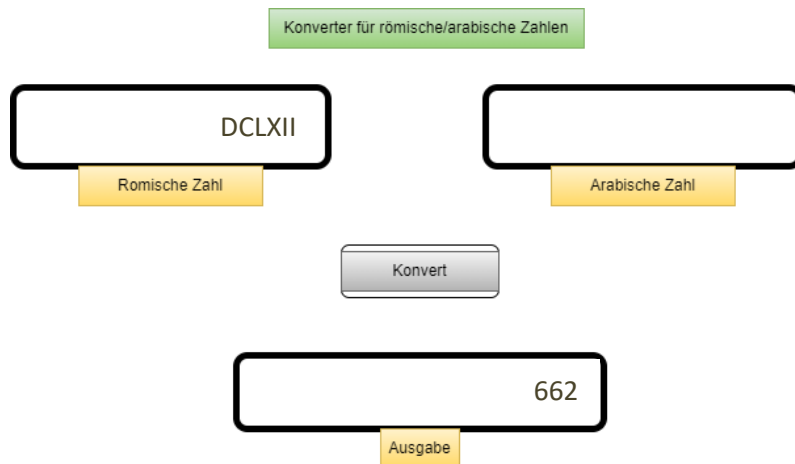 Konverter für römische/arabische Zahlen
DCLXII
Romische Zahl
Arabische Zahl
Konvert
662
Ausgabe